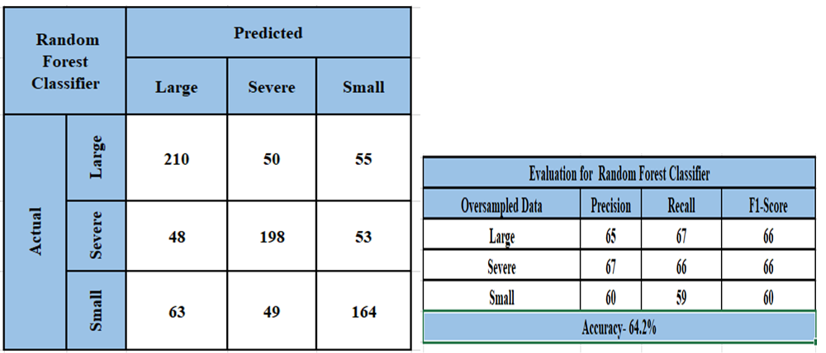 Random
Forest
Classifier
Predicted
Large Severe Small
Actual
Large 210 50 55
Severe 48 198 53
Small 63 49 164
Evaluation for Random Forest Classifier
Oversampled Data Precision Recall F1-Score
Large 65 67 66
Severe 67 66 66
Small 60 59 60
Accuracy- 64.2%